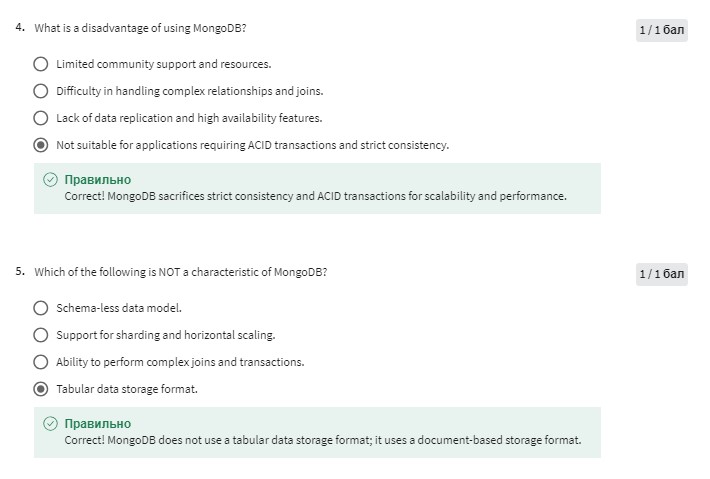 4. What is a disadvantage of using MongoDB?
1 / 1 бал
Limited community support and resources.
Difficulty in handling complex relationships and joins.
Lack of data replication and high availability features.
Not suitable for applications requiring ACID transactions and strict consistency.
Правильно
Correct! MongoDB sacrifices strict consistency and ACID transactions for scalability and performance.
5. Which of the following is NOT a characteristic of MongoDB?
1 / 1 бал
Schema-less data model.
Support for sharding and horizontal scaling.
Ability to perform complex joins and transactions.
Tabular data storage format.
Правильно
Correct! MongoDB does not use a tabular data storage format; it uses a document-based storage format.